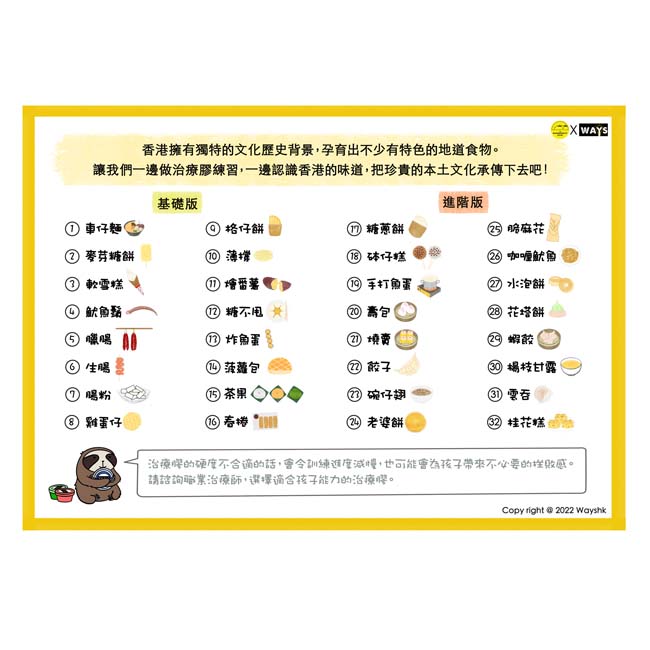 X WAYS
香港擁有獨特的文化歷史背景，孕育出不少有特色的地道食物。
讓我們一邊做治療膠練習，一邊認識香港的味道，把珍貴的本土文化承傳下去吧！
基礎版
① 車仔麵
② 麥芽糖餅
③ 軟雪糕
④ 魷魚鬚
⑤ 臘腸
⑥ 生腸
⑦ 腸粉
⑧ 雞蛋仔
⑨ 格仔餅
⑩ 薄撐
⑪ 煨番薯
⑫ 糖不甩
⑬ 炸魚蛋
⑭ 菠蘿包
⑮ 茶果
⑯ 春捲
進階版
⑰ 糖蔥餅
⑱ 砵仔糕
⑲ 手打魚蛋
⑳ 壽包
㉑ 燒賣
㉒ 餃子
㉓ 碗仔翅
㉔ 老婆餅
㉕ 脆麻花
㉖ 咖喱魷魚
㉗ 水泡餅
㉘ 花塔餅
㉙ 蝦餃
㉚ 楊枝甘露
㉛ 雲吞
㉜ 桂花糕
治療膠的硬度不合適的話，會令訓練進度減慢，也可能會為孩子帶來不必要的挫敗感。
請諮詢職業治療師，選擇適合孩子能力的治療膠。
Copy right @ 2022 Wayshk